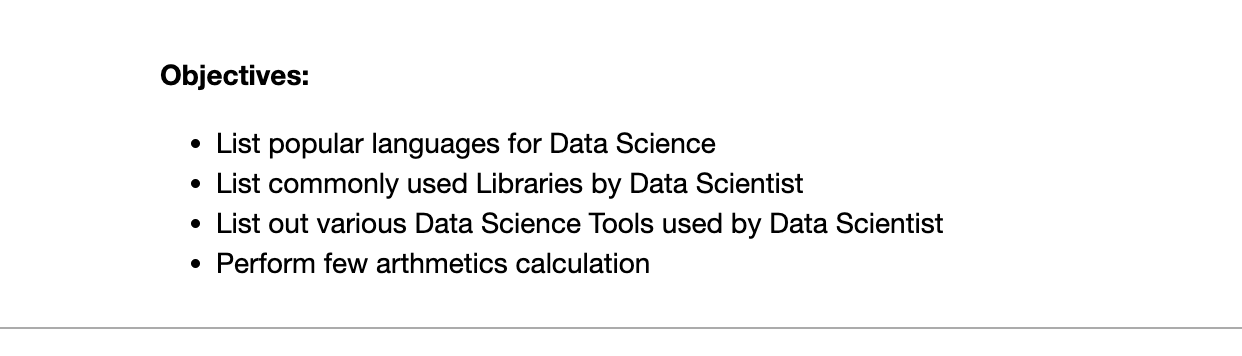 Objectives:
• List popular languages for Data Science
• List commonly used Libraries by Data Scientist
• List out various Data Science Tools used by Data Scientist
• Perform few arthmetics calculation